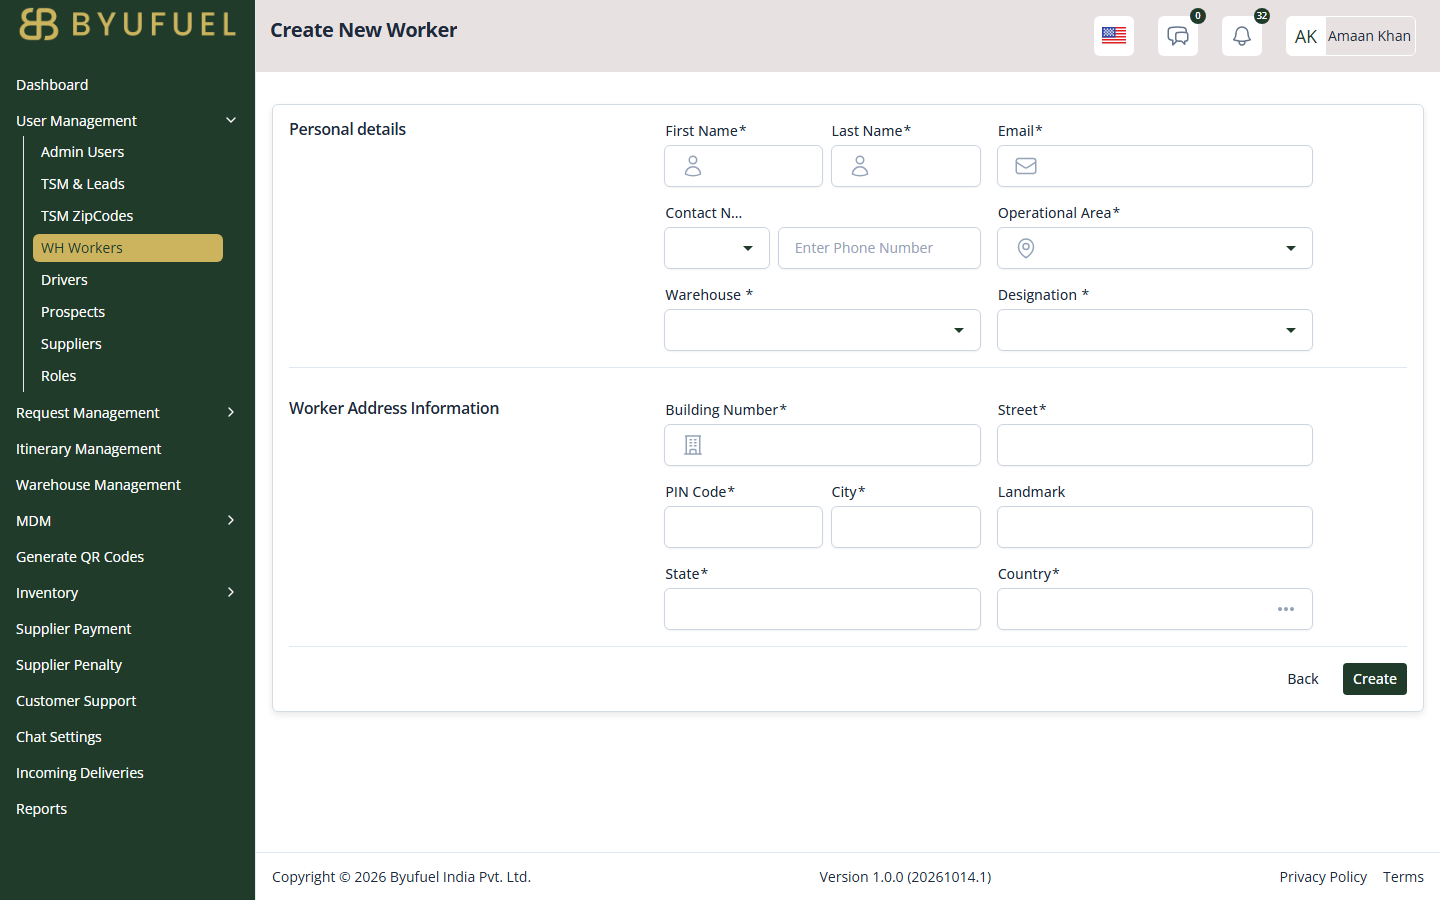 BYUFUEL
Create New Worker
0
32
AK
Amaan Khan
Dashboard
User Management
Admin Users
TSM & Leads
TSM ZipCodes
WH Workers
Drivers
Prospects
Suppliers
Roles
Request Management
Itinerary Management
Warehouse Management
MDM
Generate QR Codes
Inventory
Supplier Payment
Supplier Penalty
Customer Support
Chat Settings
Incoming Deliveries
Reports
Personal details
First Name*
Last Name*
Email*
Contact N...
Enter Phone Number
Operational Area*
Warehouse *
Designation *
Worker Address Information
Building Number*
Street*
PIN Code*
City*
Landmark
State*
Country*
Back
Create
Copyright © 2026 Byufuel India Pvt. Ltd.
Version 1.0.0 (20261014.1)
Privacy Policy
Terms